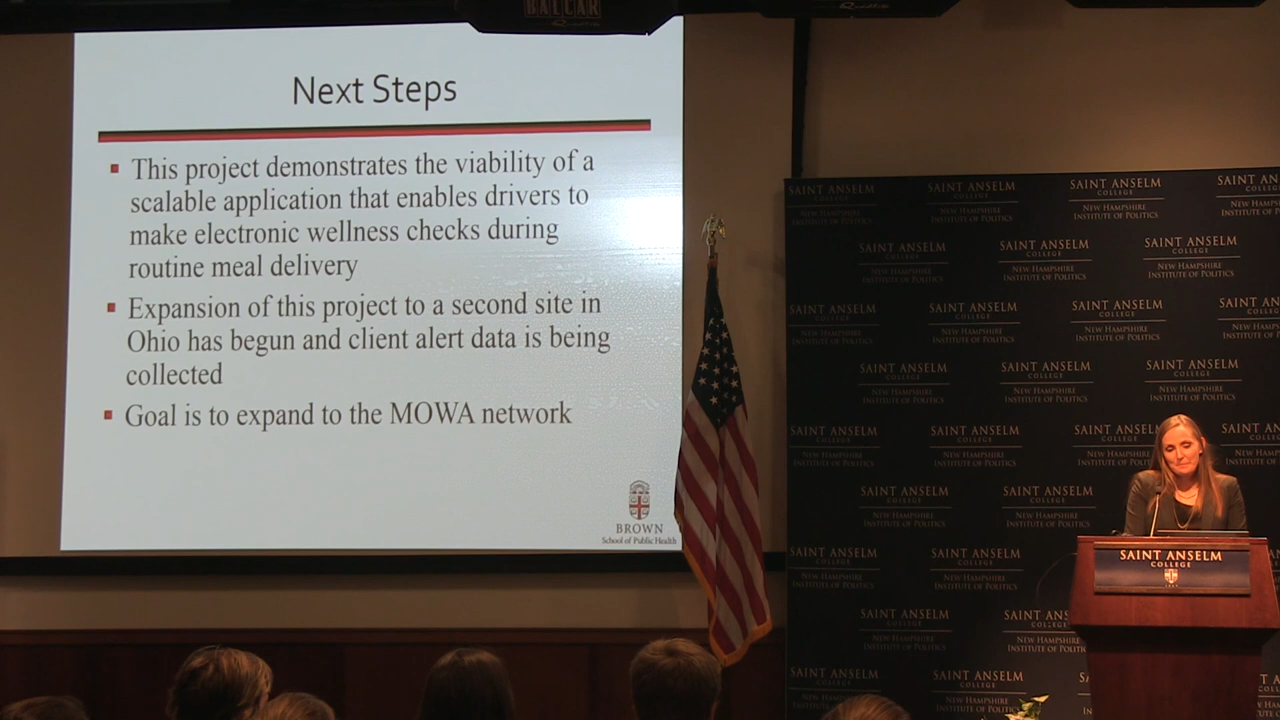 BALCAR
Next Steps
▪ This project demonstrates the viability of a
scalable application that enables drivers to
make electronic wellness checks during
routine meal delivery
▪ Expansion of this project to a second site in
Ohio has begun and client alert data is being
collected
▪ Goal is to expand to the MOWA network
BROWN
School of Public Health
SAINT ANSELM
COLLEGE
NEW HAMPSHIRE
INSTITUTE OF POLITICS
SAINT ANSELM
COLLEGE